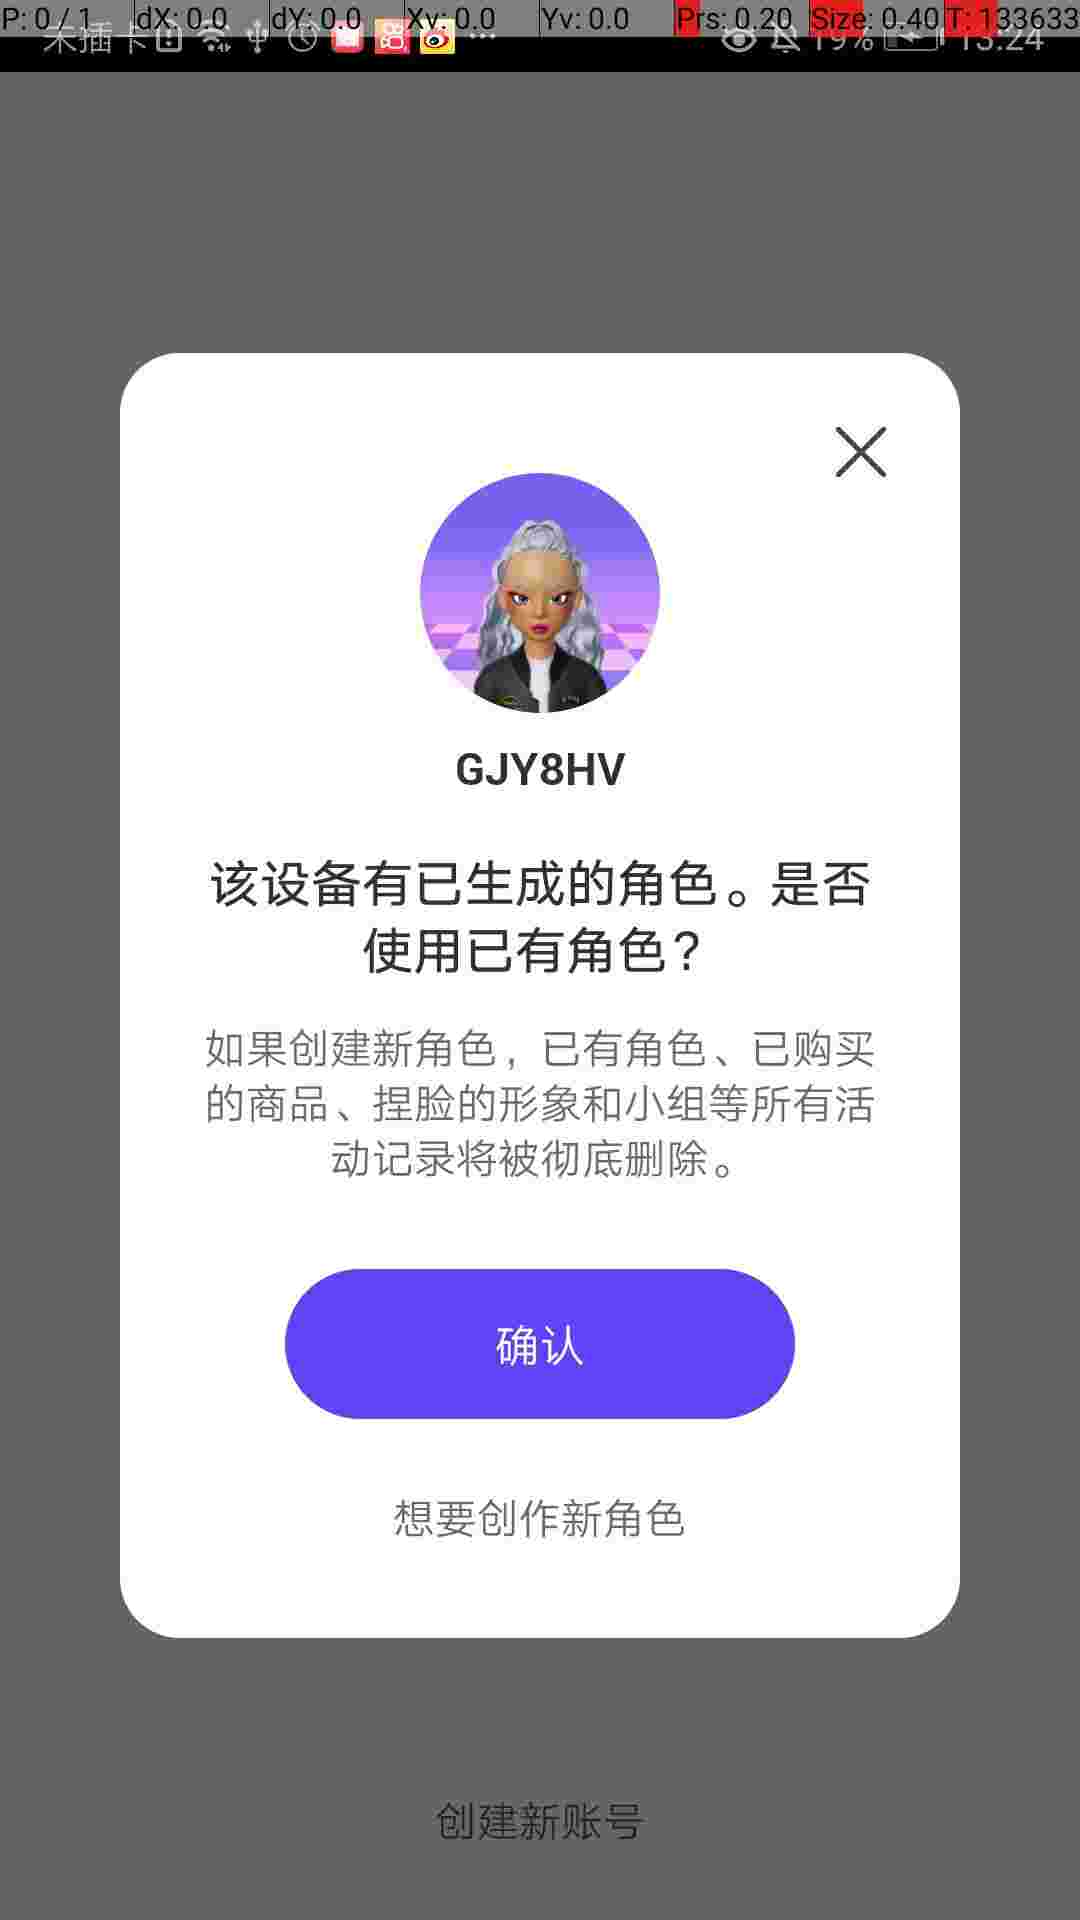 P: 0 / 1 dX: 0.0 dY: 0.0 Xv: 0.0 Yv: 0.0 Prs: 0.20 Size: 0.40 T: 133633
未插卡 19% 13:24
GJY8HV
该设备有已生成的角色。是否
使用已有角色？
如果创建新角色，已有角色、已购买
的商品、捏脸的形象和小组等所有活
动记录将被彻底删除。
确认
想要创作新角色
创建新账号